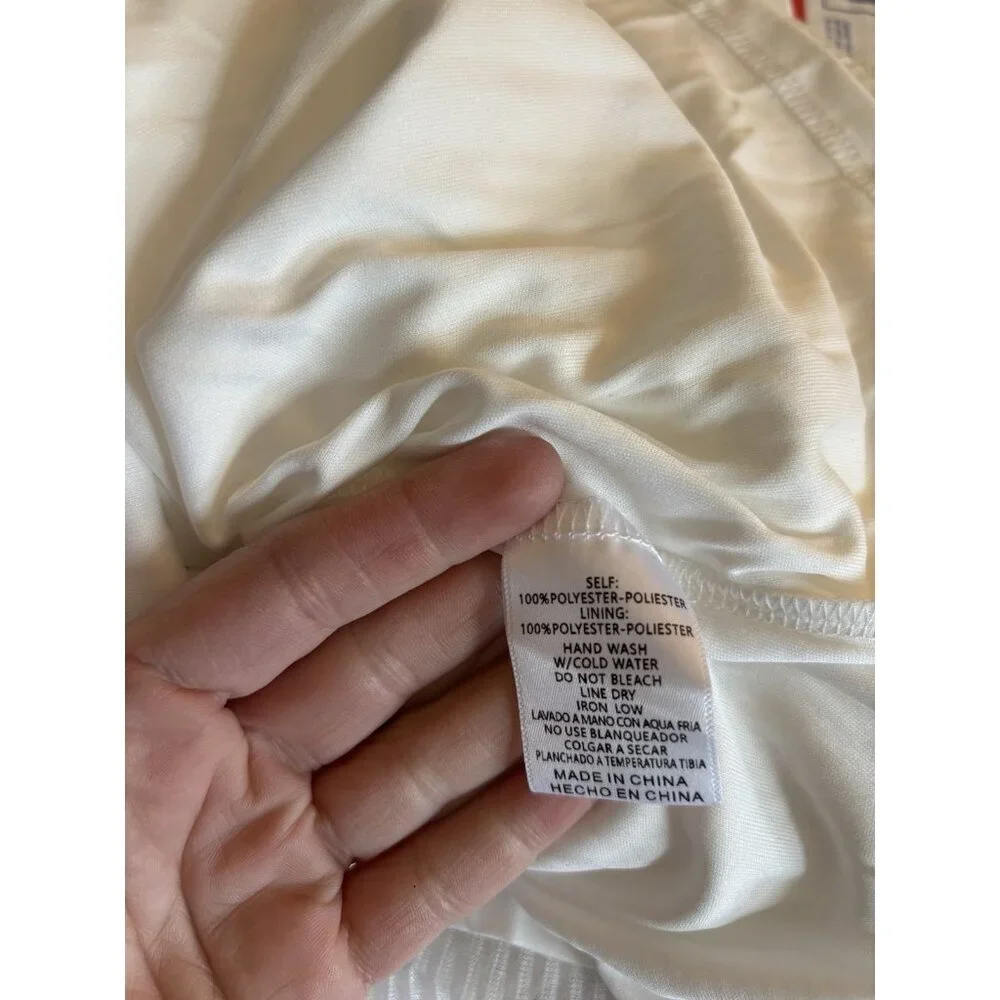 SELF:
100%POLYESTER-POLIESTER
LINING:
100%POLYESTER-POLIESTER
HAND WASH
W/COLD WATER
DO NOT BLEACH
LINE DRY
IRON LOW
LAVADO A MANO CON AQUA FRIA
NO USE BLANQUEADOR
COLGAR A SECAR
PLANCHADO A TEMPERATURA TIBIA
MADE IN CHINA
HECHO EN CHINA